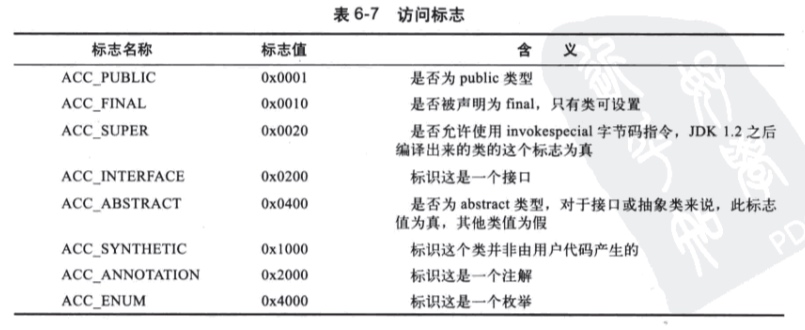 表 6-7 访问标志
标志名称 标志值 含 义
ACC_PUBLIC 0x0001 是否为 public 类型
ACC_FINAL 0x0010 是否被声明为 final，只有类可设置
ACC_SUPER 0x0020 是否允许使用 invokespecial 字节码指令，JDK 1.2 之后
编译出来的类的这个标志为真
ACC_INTERFACE 0x0200 标识这是一个接口
ACC_ABSTRACT 0x0400 是否为 abstract 类型，对于接口或抽象类来说，此标志
值为真，其他类值为假
ACC_SYNTHETIC 0x1000 标识这个类并非由用户代码产生的
ACC_ANNOTATION 0x2000 标识这是一个注解
ACC_ENUM 0x4000 标识这是一个枚举
PD